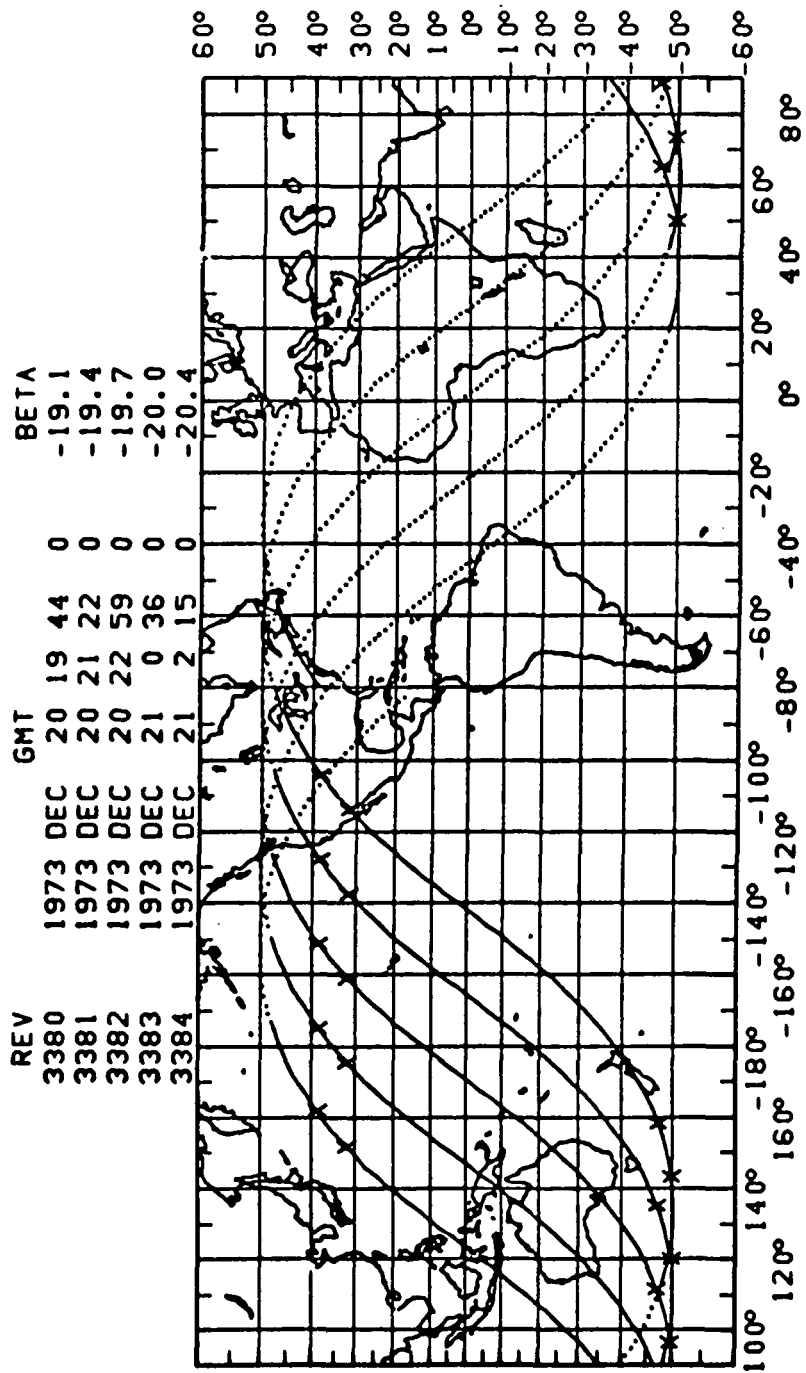 REV GMT BETA
3380 1973 DEC 20 19 44 0 -19.1
3381 1973 DEC 20 21 22 0 -19.4
3382 1973 DEC 20 22 59 0 -19.7
3383 1973 DEC 21 0 36 0 -20.0
3384 1973 DEC 21 2 15 0 -20.4
60°
50°
40°
30°
20°
10°
0°
-10°
-20°
-30°
-40°
-50°
-60°
100° 120° 140° 160° -180° -160° -140° -120° -100° -80° -60° -40° -20° 0° 20° 40° 60° 80°